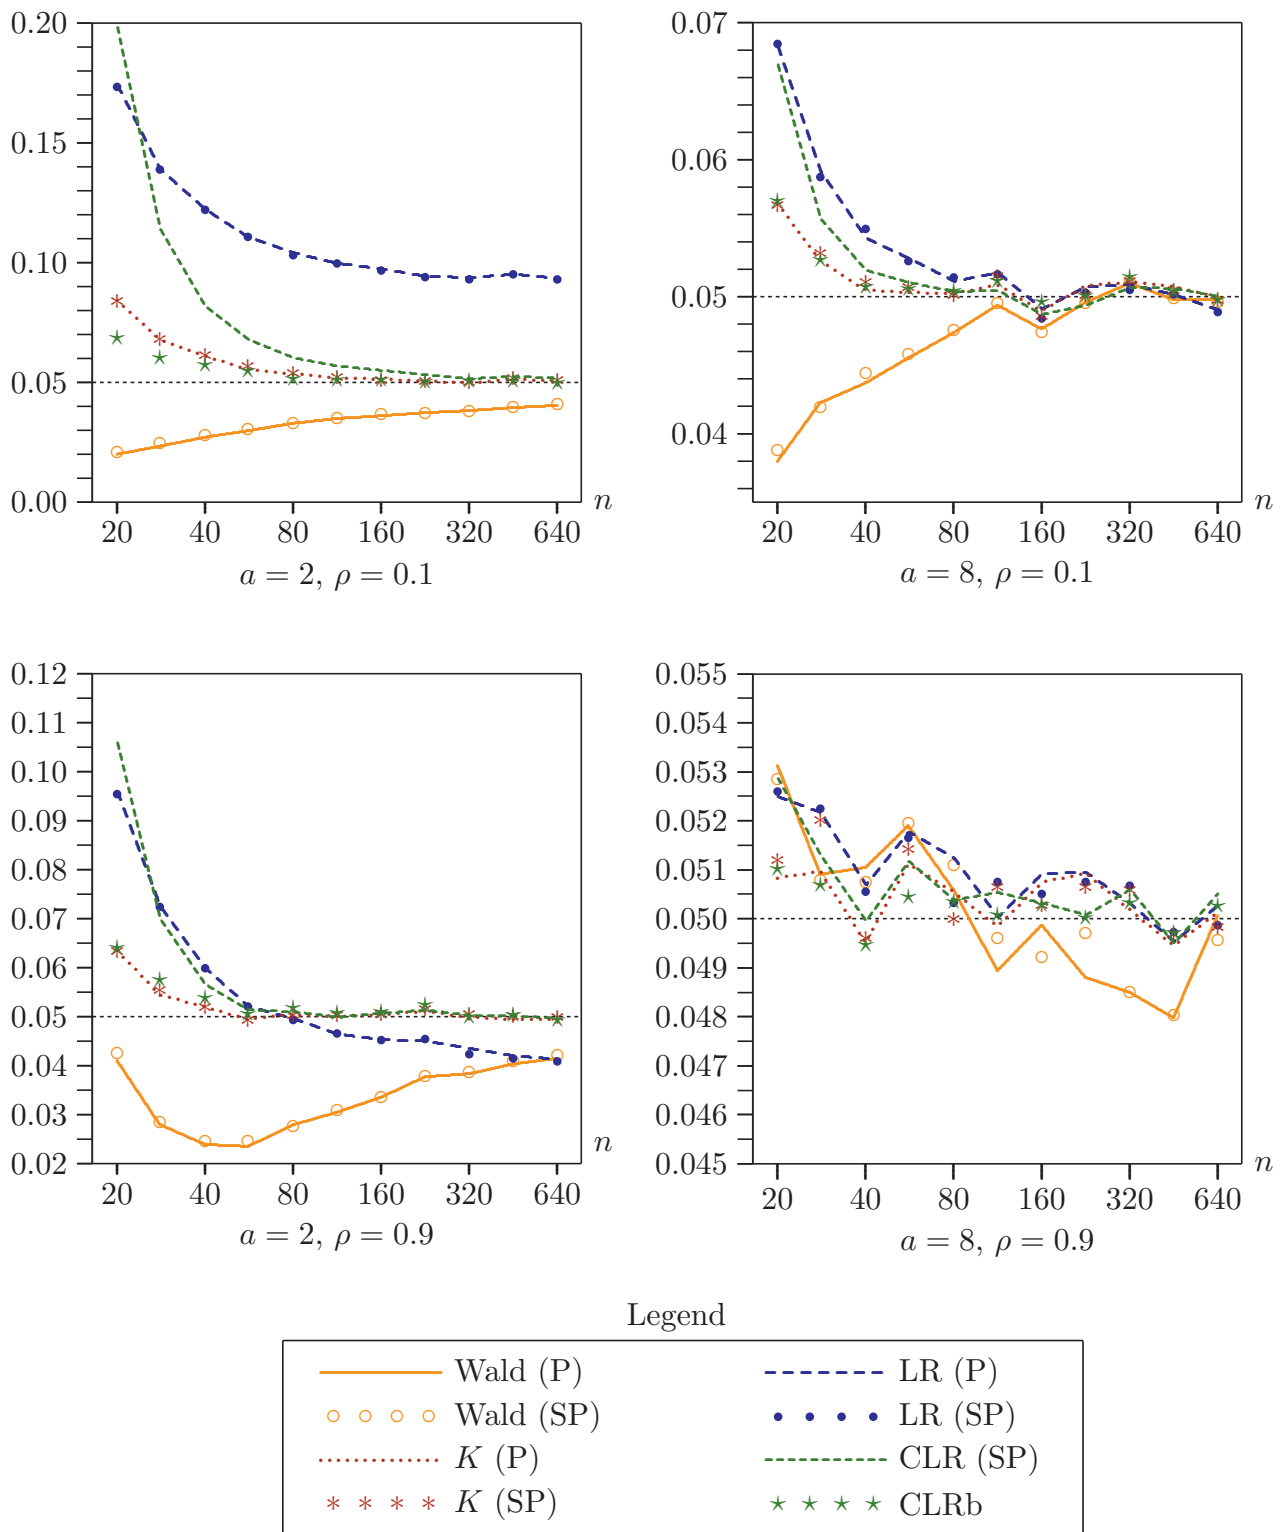 0.20
0.15
0.10
0.05
0.00
20 40 80 160 320 640
n
a = 2, ρ = 0.1
0.07
0.06
0.05
0.04
20 40 80 160 320 640
n
a = 8, ρ = 0.1
0.12
0.11
0.10
0.09
0.08
0.07
0.06
0.05
0.04
0.03
0.02
20 40 80 160 320 640
n
a = 2, ρ = 0.9
0.055
0.054
0.053
0.052
0.051
0.050
0.049
0.048
0.047
0.046
0.045
20 40 80 160 320 640
n
a = 8, ρ = 0.9
Legend
Wald (P)
Wald (SP)
K (P)
K (SP)
LR (P)
LR (SP)
CLR (SP)
CLRb